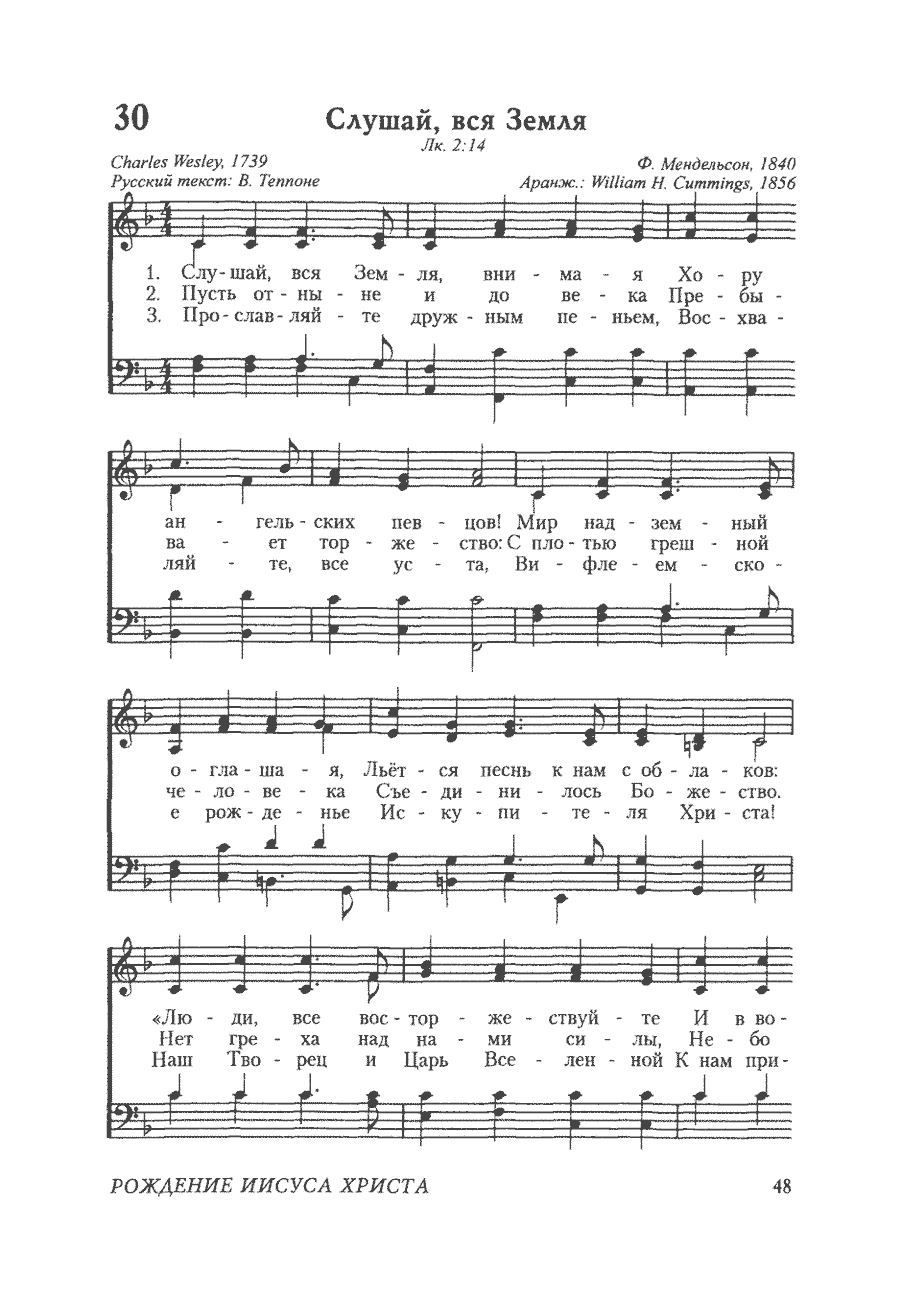 30
Слушай, вся Земля
Лк. 2:14
Charles Wesley, 1739
Ф. Мендельсон, 1840
Русский текст: В. Теппоне
Аранж.: William H. Cummings, 1856
1. Слу-шай, вся Зем - ля, вни - ма - я Хо - ру
2. Пусть от - ны - не и до ве - ка Пре - бы -
3. Про-слав-ляй - те друж - ным пе - ньем, Вос - хва -
ан - гель - ских пев - цов! Мир над - зем - ный
ва - ет тор - же - ство: С пло - тью греш - ной
ляй - те, все ус - та, Ви - фле - ем - ско -
о - гла - ша - я, Льёт - ся песнь к нам с об - ла - ков:
че - ло - ве - ка Съе - ди - ни - лось Бо - же - ство.
е рож - де - нье Ис - ку - пи - те - ля Хри - ста!
«Лю - ди, все вос - тор - же - ствуй - те И в во -
Нет гре - ха над на - ми си - лы, Не - бо
Наш Тво - рец и Царь Все - лен - ной К нам при-
РОЖДЕНИЕ ИИСУСА ХРИСТА
48